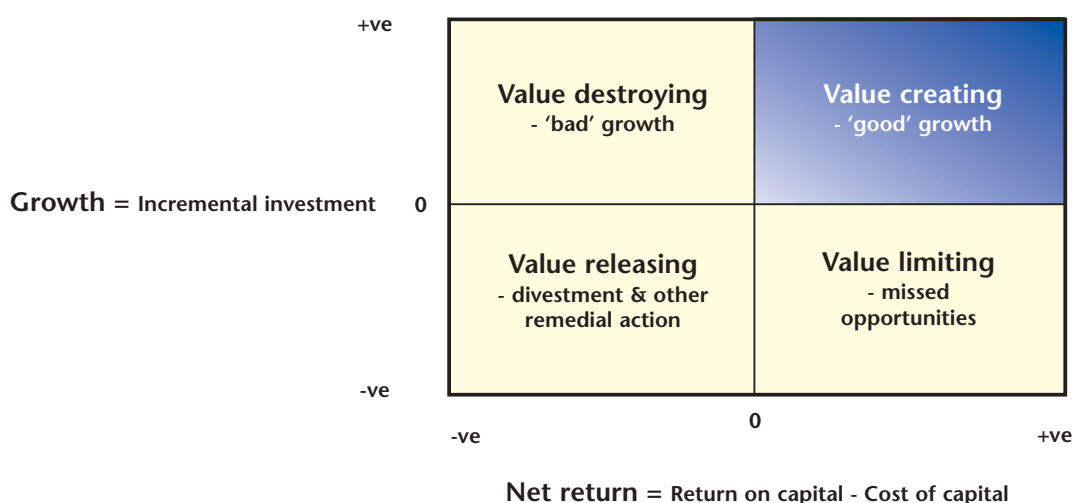 +ve
Value destroying
- ‘bad’ growth
Value creating
- ‘good’ growth
Growth = Incremental investment
0
Value releasing
- divestment & other
remedial action
Value limiting
- missed
opportunities
-ve
-ve
0
+ve
Net return = Return on capital - Cost of capital